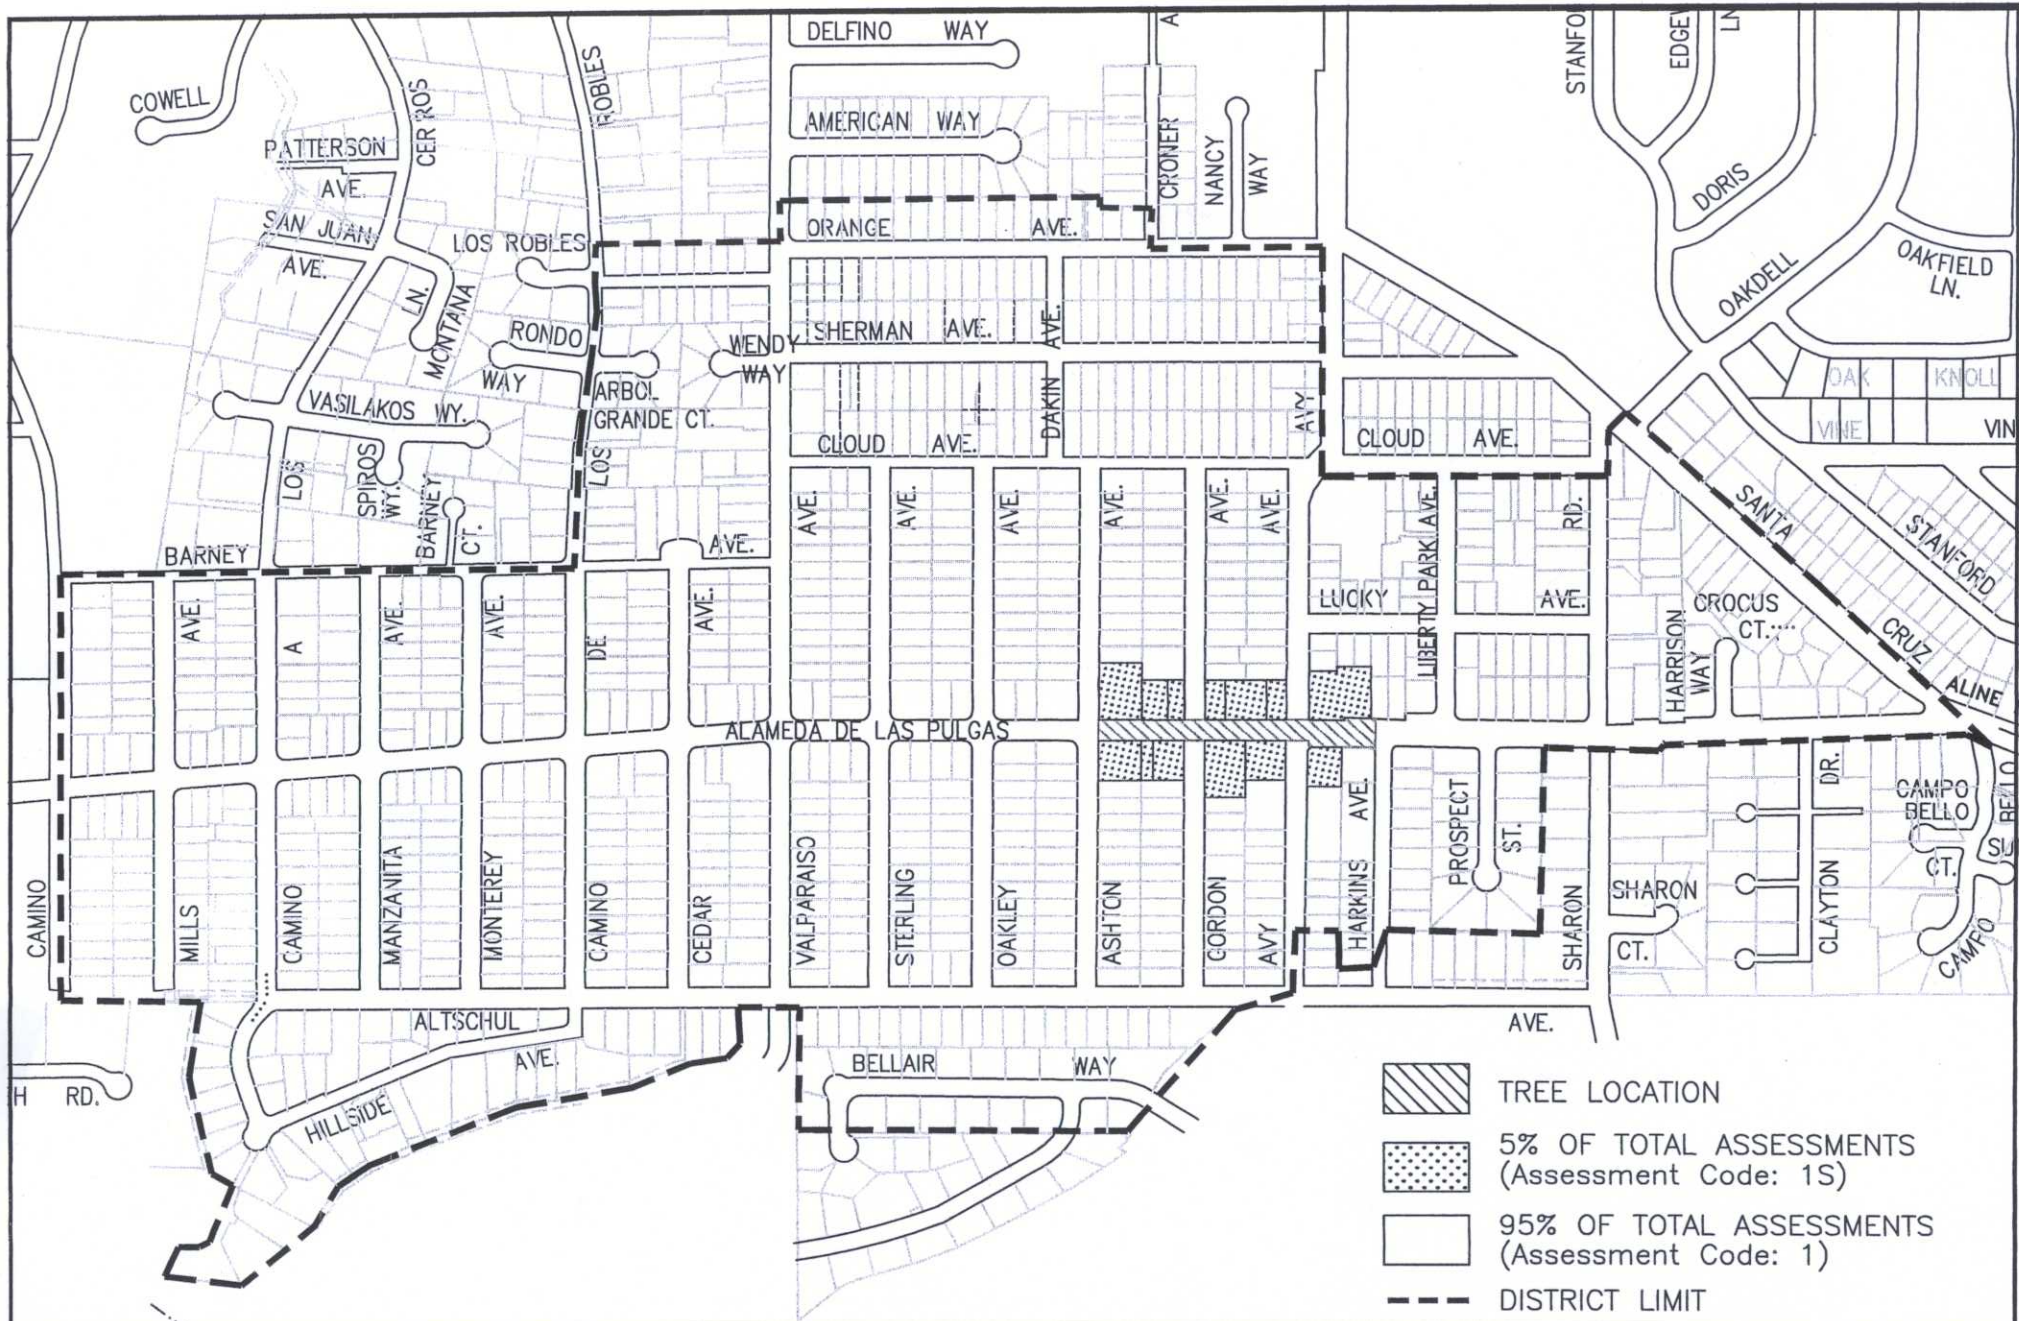 DELFINO WAY
STANFO
EDGEW
LN.
COWELL
CERROS
ROBLES
AMERICAN WAY
CRONER
NANCY
WAY
PATTERSON
AVE.
SAN JUAN
AVE.
LOS ROBLES
ORANGE AVE.
DORIS
OAKDELL
OAKFIELD
LN.
LN.
MONTANA
RONDO
WAY
WENDY
WAY
SHERMAN AVE.
AVE.
DAKIN
ARBOL
GRANDE CT.
VASILAKOS WY.
CLOUD AVE.
AVY
CLOUD AVE.
OAK KNOLL
VINE
VIN
LOS
SPIROS
WY.
BARNEY
CT.
LOS
BARNEY
AVE.
AVE.
AVE.
AVE.
AVE.
AVE.
AVE.
LIBERTY PARK AVE.
RD.
SANTA
STANFORD
AVE.
A
AVE.
AVE.
DE
AVE.
LUCKY AVE.
HARRISON
WAY
CROCUS
CT.
CRUZ
ALINE
ALAMEDA DE LAS PULGAS
CAMINO
MILLS
CAMINO
MANZANITA
MONTEREY
CAMINO
CEDAR
VALPARAISO
STERLING
OAKLEY
ASHTON
GORDON
AVY
HARKINS AVE.
PROSPECT
ST.
SHARON
SHARON
CT.
CLAYTON
DR.
CAMPO
BELLO
CT.
CAMPO
BELLO
SU
ALTSCHUL
AVE.
HILLSIDE
AVE.
BELLAIR WAY
H RD.
TREE LOCATION
5% OF TOTAL ASSESSMENTS
(Assessment Code: 1S)
95% OF TOTAL ASSESSMENTS
(Assessment Code: 1)
DISTRICT LIMIT